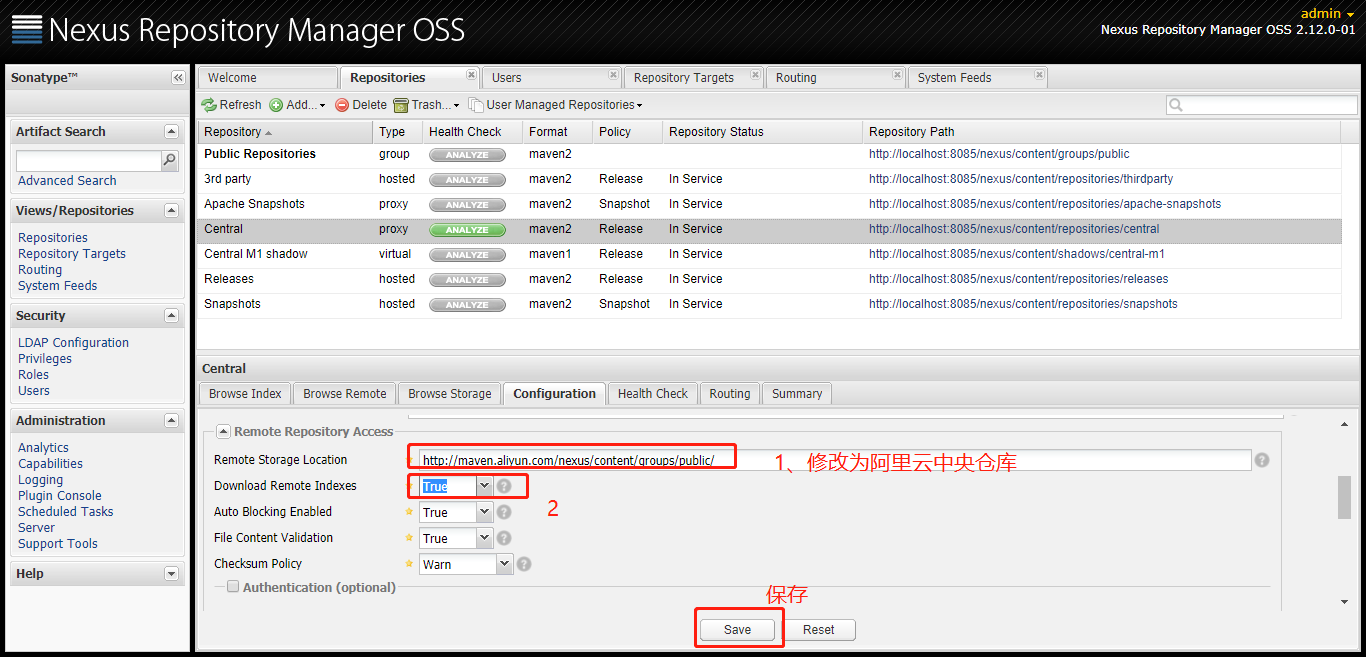 Nexus Repository Manager OSS
admin
Nexus Repository Manager OSS 2.12.0-01
Sonatype™
Artifact Search
Advanced Search
Views/Repositories
Repositories
Repository Targets
Routing
System Feeds
Security
LDAP Configuration
Privileges
Roles
Users
Administration
Analytics
Capabilities
Logging
Plugin Console
Scheduled Tasks
Server
Support Tools
Help
Welcome Repositories Users Repository Targets Routing System Feeds
Refresh Add... Delete Trash... User Managed Repositories
Repository Type Health Check Format Policy Repository Status Repository Path
Public Repositories group ANALYZE maven2 http://localhost:8085/nexus/content/groups/public
3rd party hosted ANALYZE maven2 Release In Service http://localhost:8085/nexus/content/repositories/thirdparty
Apache Snapshots proxy ANALYZE maven2 Snapshot In Service http://localhost:8085/nexus/content/repositories/apache-snapshots
Central proxy ANALYZE maven2 Release In Service http://localhost:8085/nexus/content/repositories/central
Central M1 shadow virtual ANALYZE maven1 Release In Service http://localhost:8085/nexus/content/shadows/central-m1
Releases hosted ANALYZE maven2 Release In Service http://localhost:8085/nexus/content/repositories/releases
Snapshots hosted ANALYZE maven2 Snapshot In Service http://localhost:8085/nexus/content/repositories/snapshots
Central
Browse Index Browse Remote Browse Storage Configuration Health Check Routing Summary
Remote Repository Access
Remote Storage Location http://maven.aliyun.com/nexus/content/groups/public/ 1、修改为阿里云中央仓库
Download Remote Indexes True
2
Auto Blocking Enabled True
File Content Validation True
Checksum Policy Warn
Authentication (optional)
保存
Save Reset